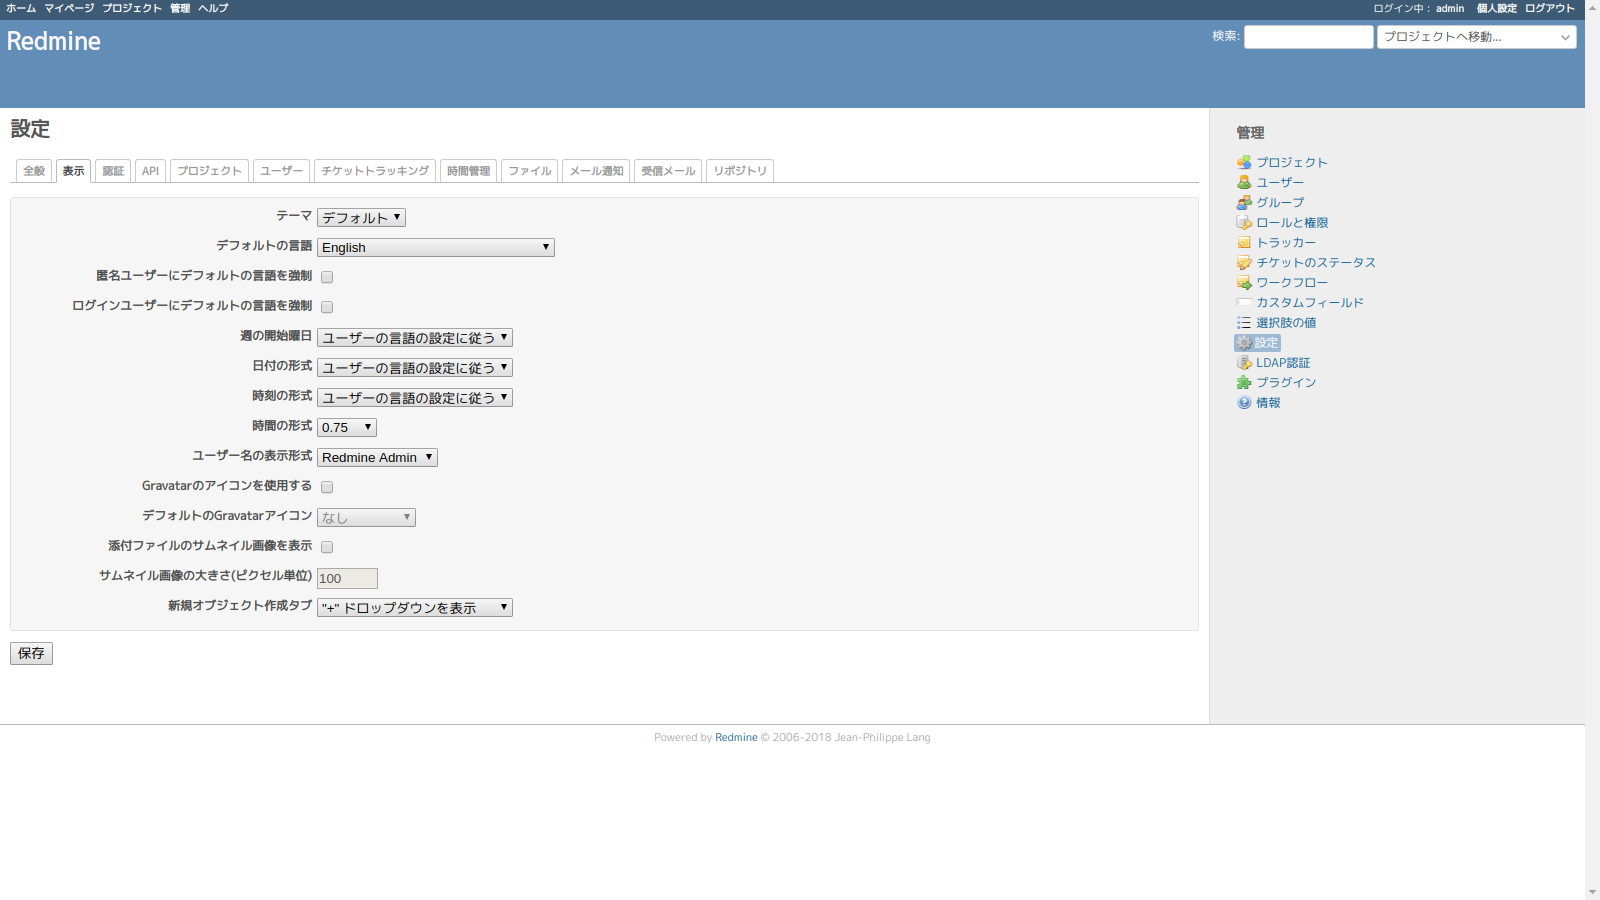 ホーム マイページ プロジェクト 管理 ヘルプ
ログイン中 : admin 個人設定 ログアウト
Redmine
検索: プロジェクトへ移動...
設定
全般 表示 認証 API プロジェクト ユーザー チケットトラッキング 時間管理 ファイル メール通知 受信メール リポジトリ
テーマ デフォルト
デフォルトの言語 English
匿名ユーザーにデフォルトの言語を強制
ログインユーザーにデフォルトの言語を強制
週の開始曜日 ユーザーの言語の設定に従う
日付の形式 ユーザーの言語の設定に従う
時刻の形式 ユーザーの言語の設定に従う
時間の形式 0.75
ユーザー名の表示形式 Redmine Admin
Gravatarのアイコンを使用する
デフォルトのGravatarアイコン なし
添付ファイルのサムネイル画像を表示
サムネイル画像の大きさ(ピクセル単位) 100
新規オブジェクト作成タブ "+" ドロップダウンを表示
保存
管理
プロジェクト
ユーザー
グループ
ロールと権限
トラッカー
チケットのステータス
ワークフロー
カスタムフィールド
選択肢の値
設定
LDAP認証
プラグイン
情報
Powered by Redmine © 2006-2018 Jean-Philippe Lang